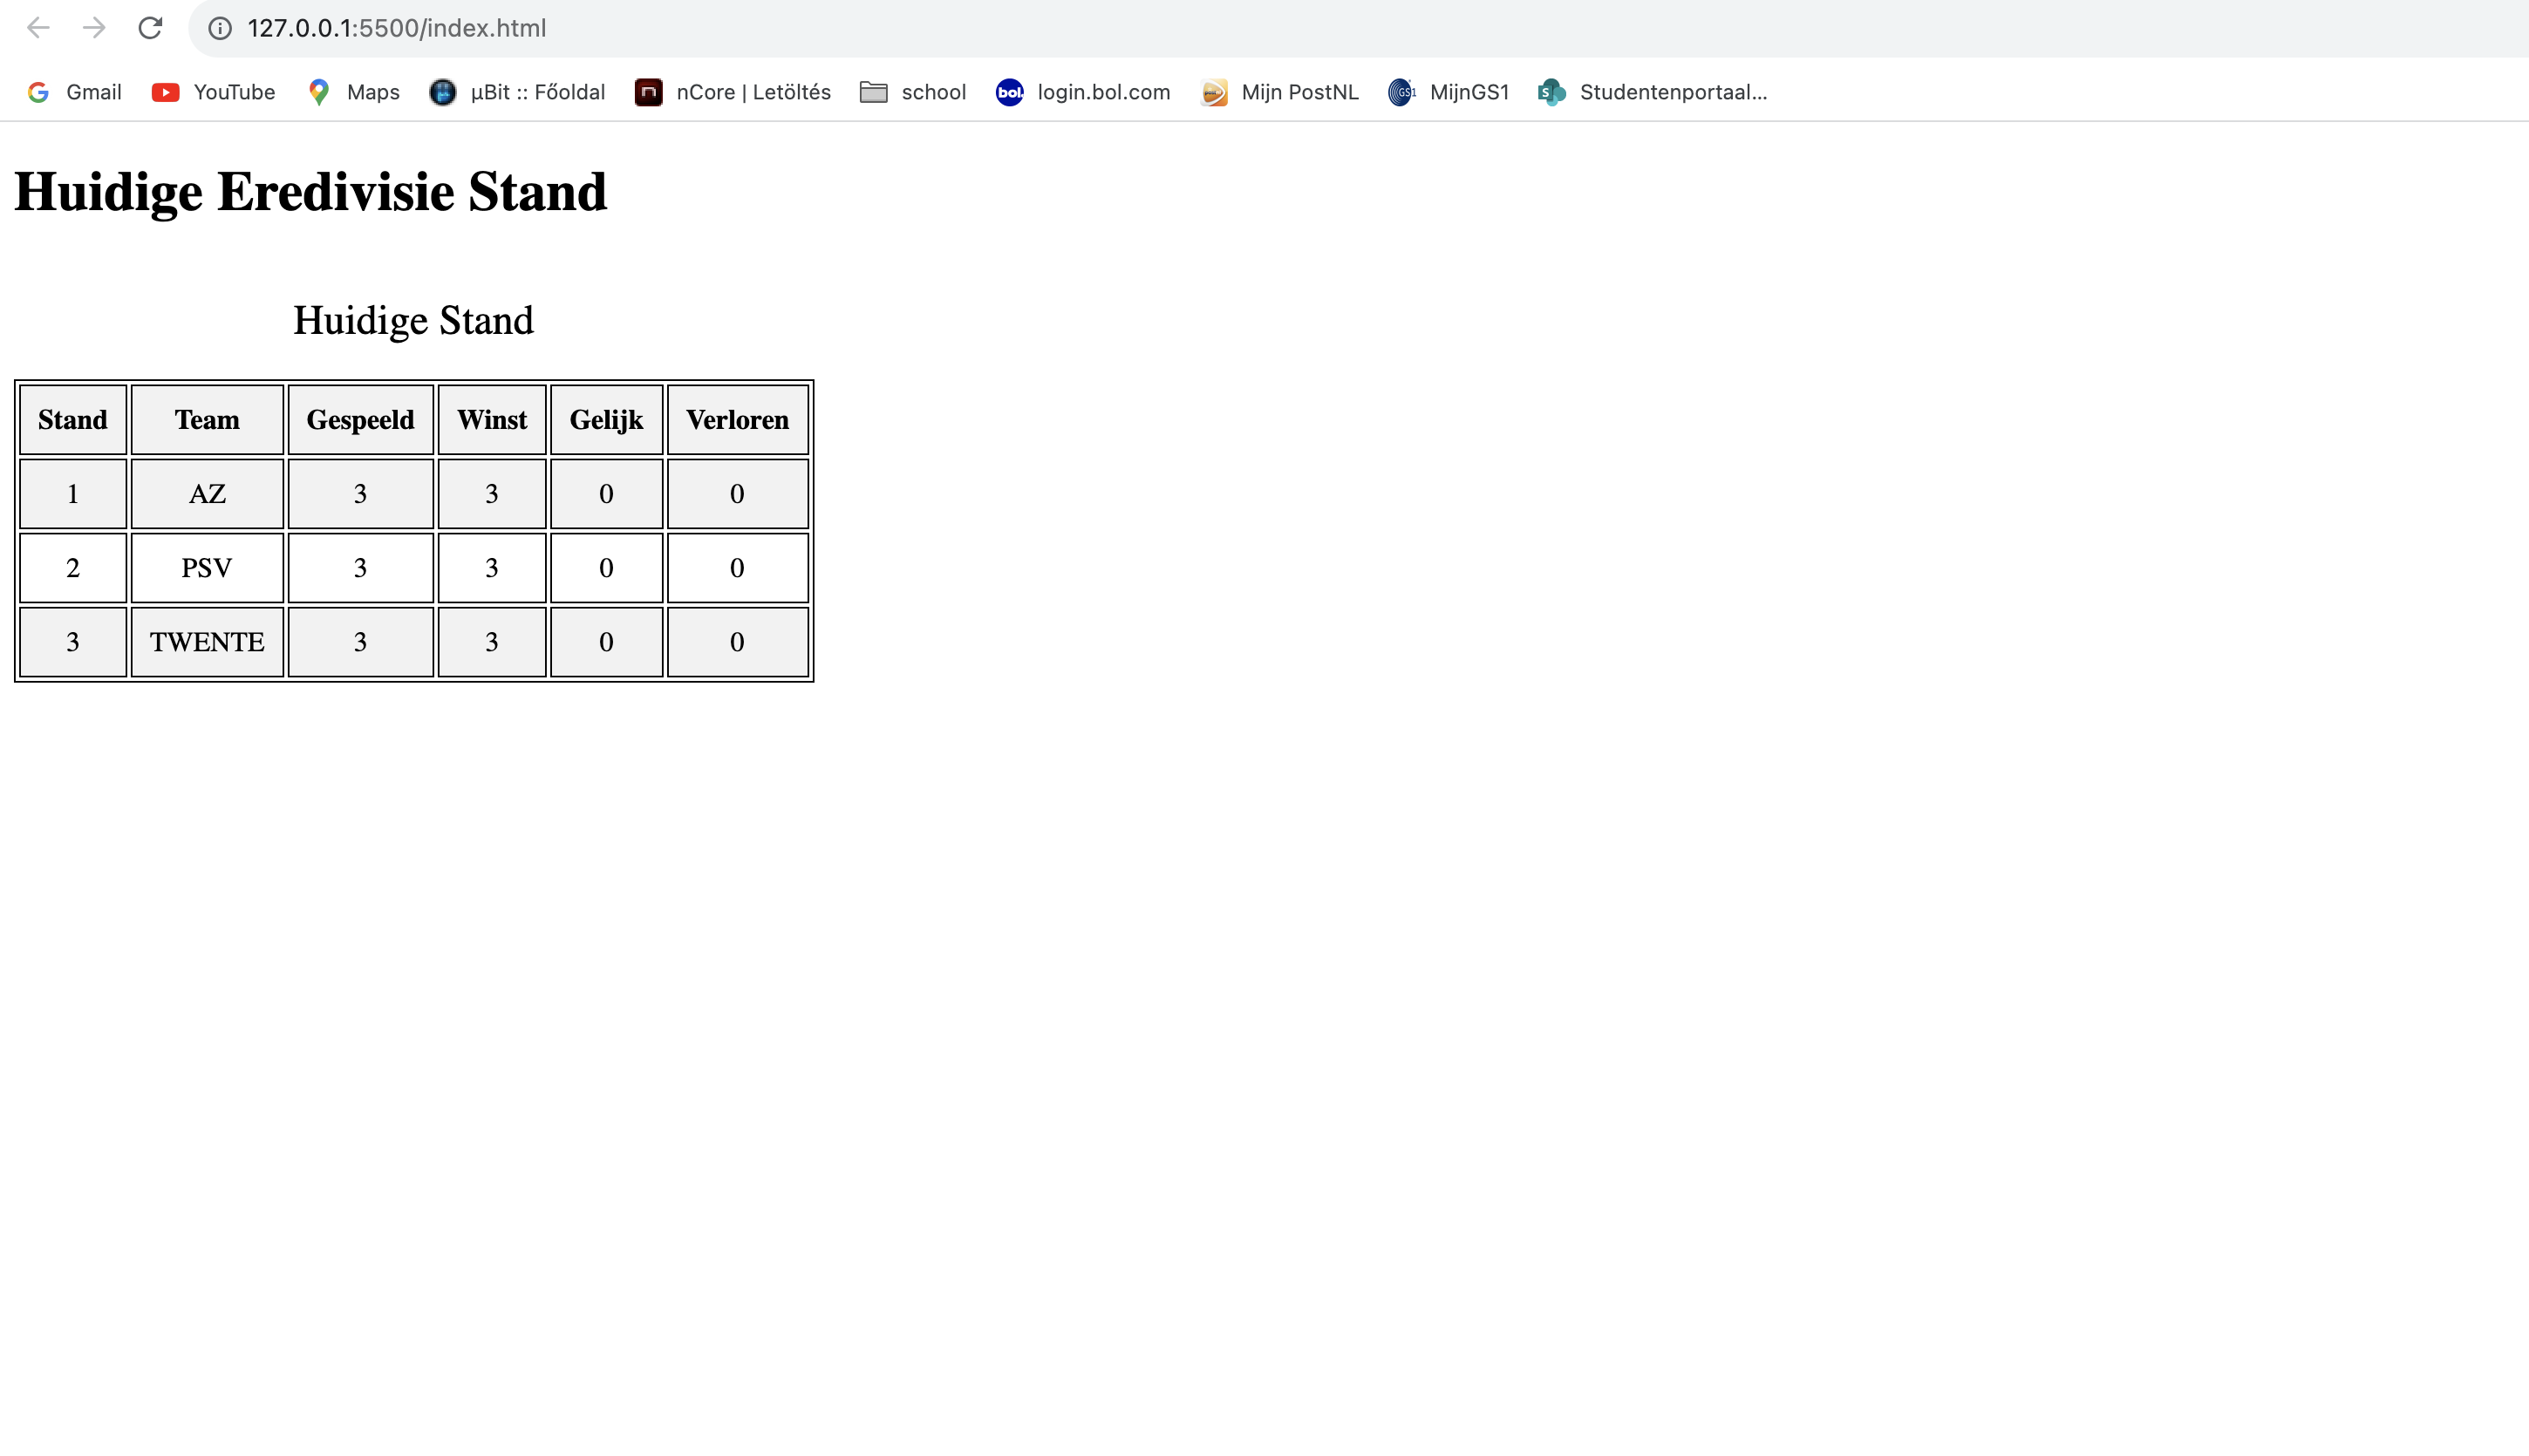 127.0.0.1:5500/index.html
Gmail YouTube Maps µBit :: Főoldal nCore | Letöltés school bol. login.bol.com Mijn PostNL GS1 MijnGS1 S Studentenportaal...
Huidige Eredivisie Stand
Huidige Stand
Stand Team Gespeeld Winst Gelijk Verloren
1 AZ 3 3 0 0
2 PSV 3 3 0 0
3 TWENTE 3 3 0 0